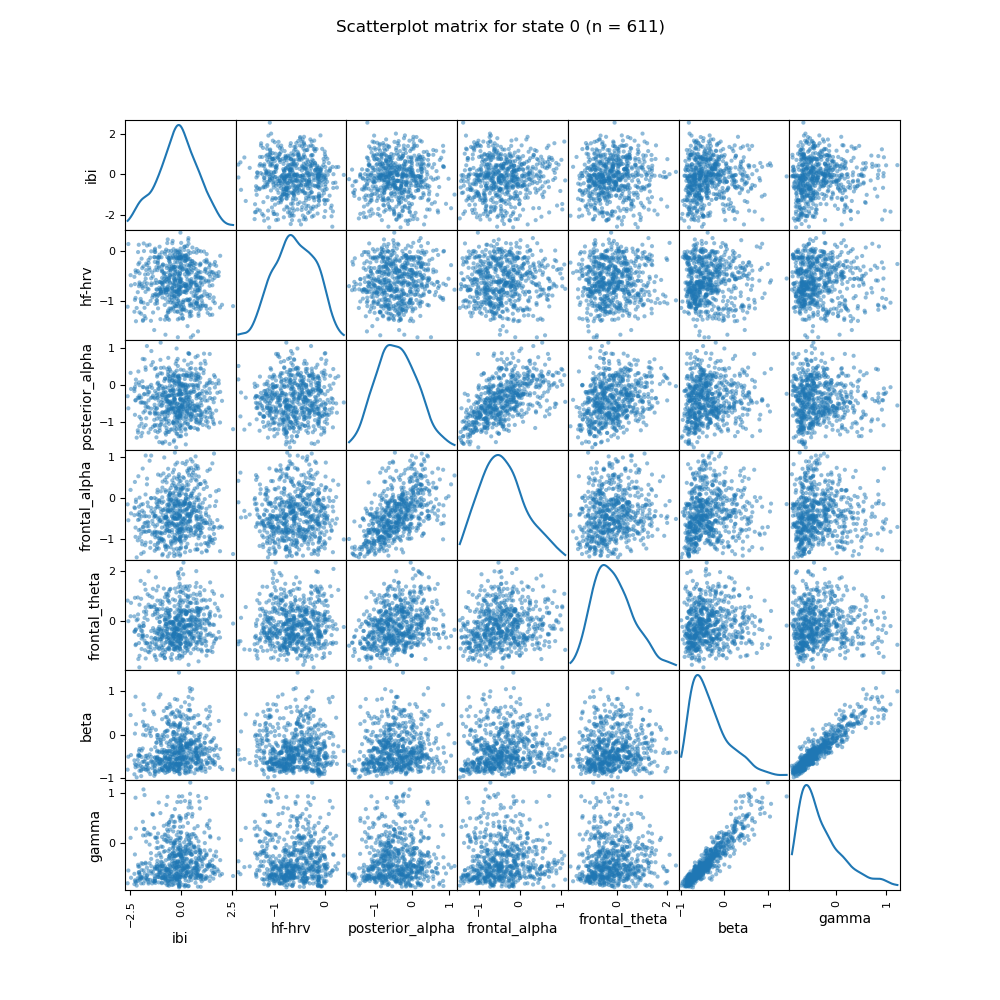 Scatterplot matrix for state 0 (n = 611)
ibi
2
0
−2
hf-hrv
0
−1
posterior_alpha
1
0
−1
frontal_alpha
1
0
−1
frontal_theta
2
0
beta
1
0
−1
gamma
1
0
−2.5 0.0 2.5 −1 0 −1 0 1 −1 0 1 0 2 −1 0 1 0 1
ibi hf-hrv posterior_alpha frontal_alpha frontal_theta beta gamma